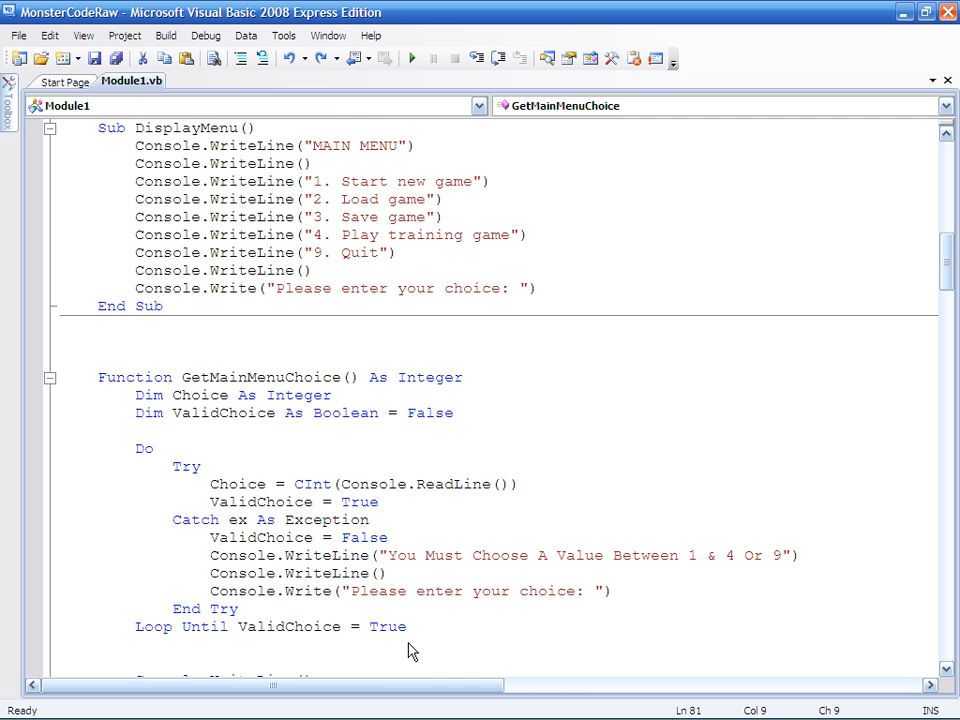 MonsterCodeRaw - Microsoft Visual Basic 2008 Express Edition
File Edit View Project Build Debug Data Tools Window Help
Start Page Module1.vb
Toolbox
Module1 GetMainMenuChoice
Sub DisplayMenu()
Console.WriteLine("MAIN MENU")
Console.WriteLine()
Console.WriteLine("1. Start new game")
Console.WriteLine("2. Load game")
Console.WriteLine("3. Save game")
Console.WriteLine("4. Play training game")
Console.WriteLine("9. Quit")
Console.WriteLine()
Console.Write("Please enter your choice: ")
End Sub
Function GetMainMenuChoice() As Integer
Dim Choice As Integer
Dim ValidChoice As Boolean = False
Do
Try
Choice = CInt(Console.ReadLine())
ValidChoice = True
Catch ex As Exception
ValidChoice = False
Console.WriteLine("You Must Choose A Value Between 1 & 4 Or 9")
Console.WriteLine()
Console.Write("Please enter your choice: ")
End Try
Loop Until ValidChoice = True
Ready Ln 81 Col 9 Ch 9 INS